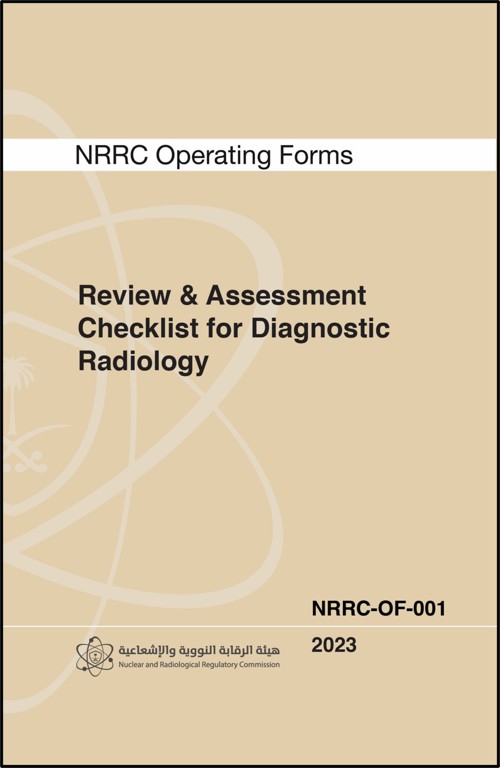 NRRC Operating Forms
Review & Assessment
Checklist for Diagnostic
Radiology
NRRC-OF-001
2023
هيئة الرقابة النووية والإشعاعية
Nuclear and Radiological Regulatory Commission